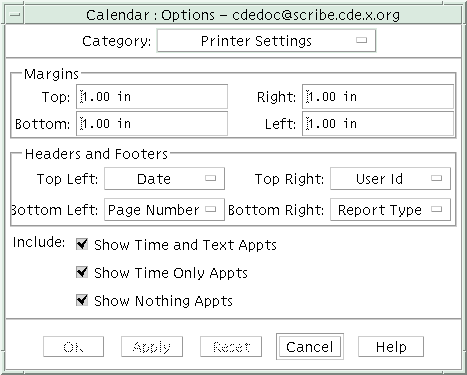 Calendar : Options – cdedoc@scribe.cde.x.org
Category: Printer Settings
Margins
Top: 1.00 in Right: 1.00 in
Bottom: 1.00 in Left: 1.00 in
Headers and Footers
Top Left: Date Top Right: User Id
Bottom Left: Page Number Bottom Right: Report Type
Include: Show Time and Text Appts
Show Time Only Appts
Show Nothing Appts
OK Apply Reset Cancel Help